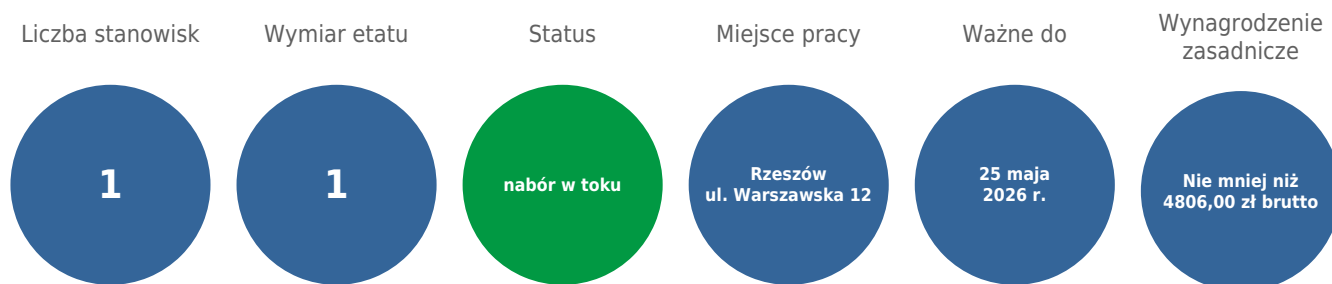 Liczba stanowisk
1
Wymiar etatu
1
Status
nabór w toku
Miejsce pracy
Rzeszów
ul. Warszawska 12
Ważne do
25 maja
2026 r.
Wynagrodzenie
zasadnicze
Nie mniej niż
4806,00 zł brutto